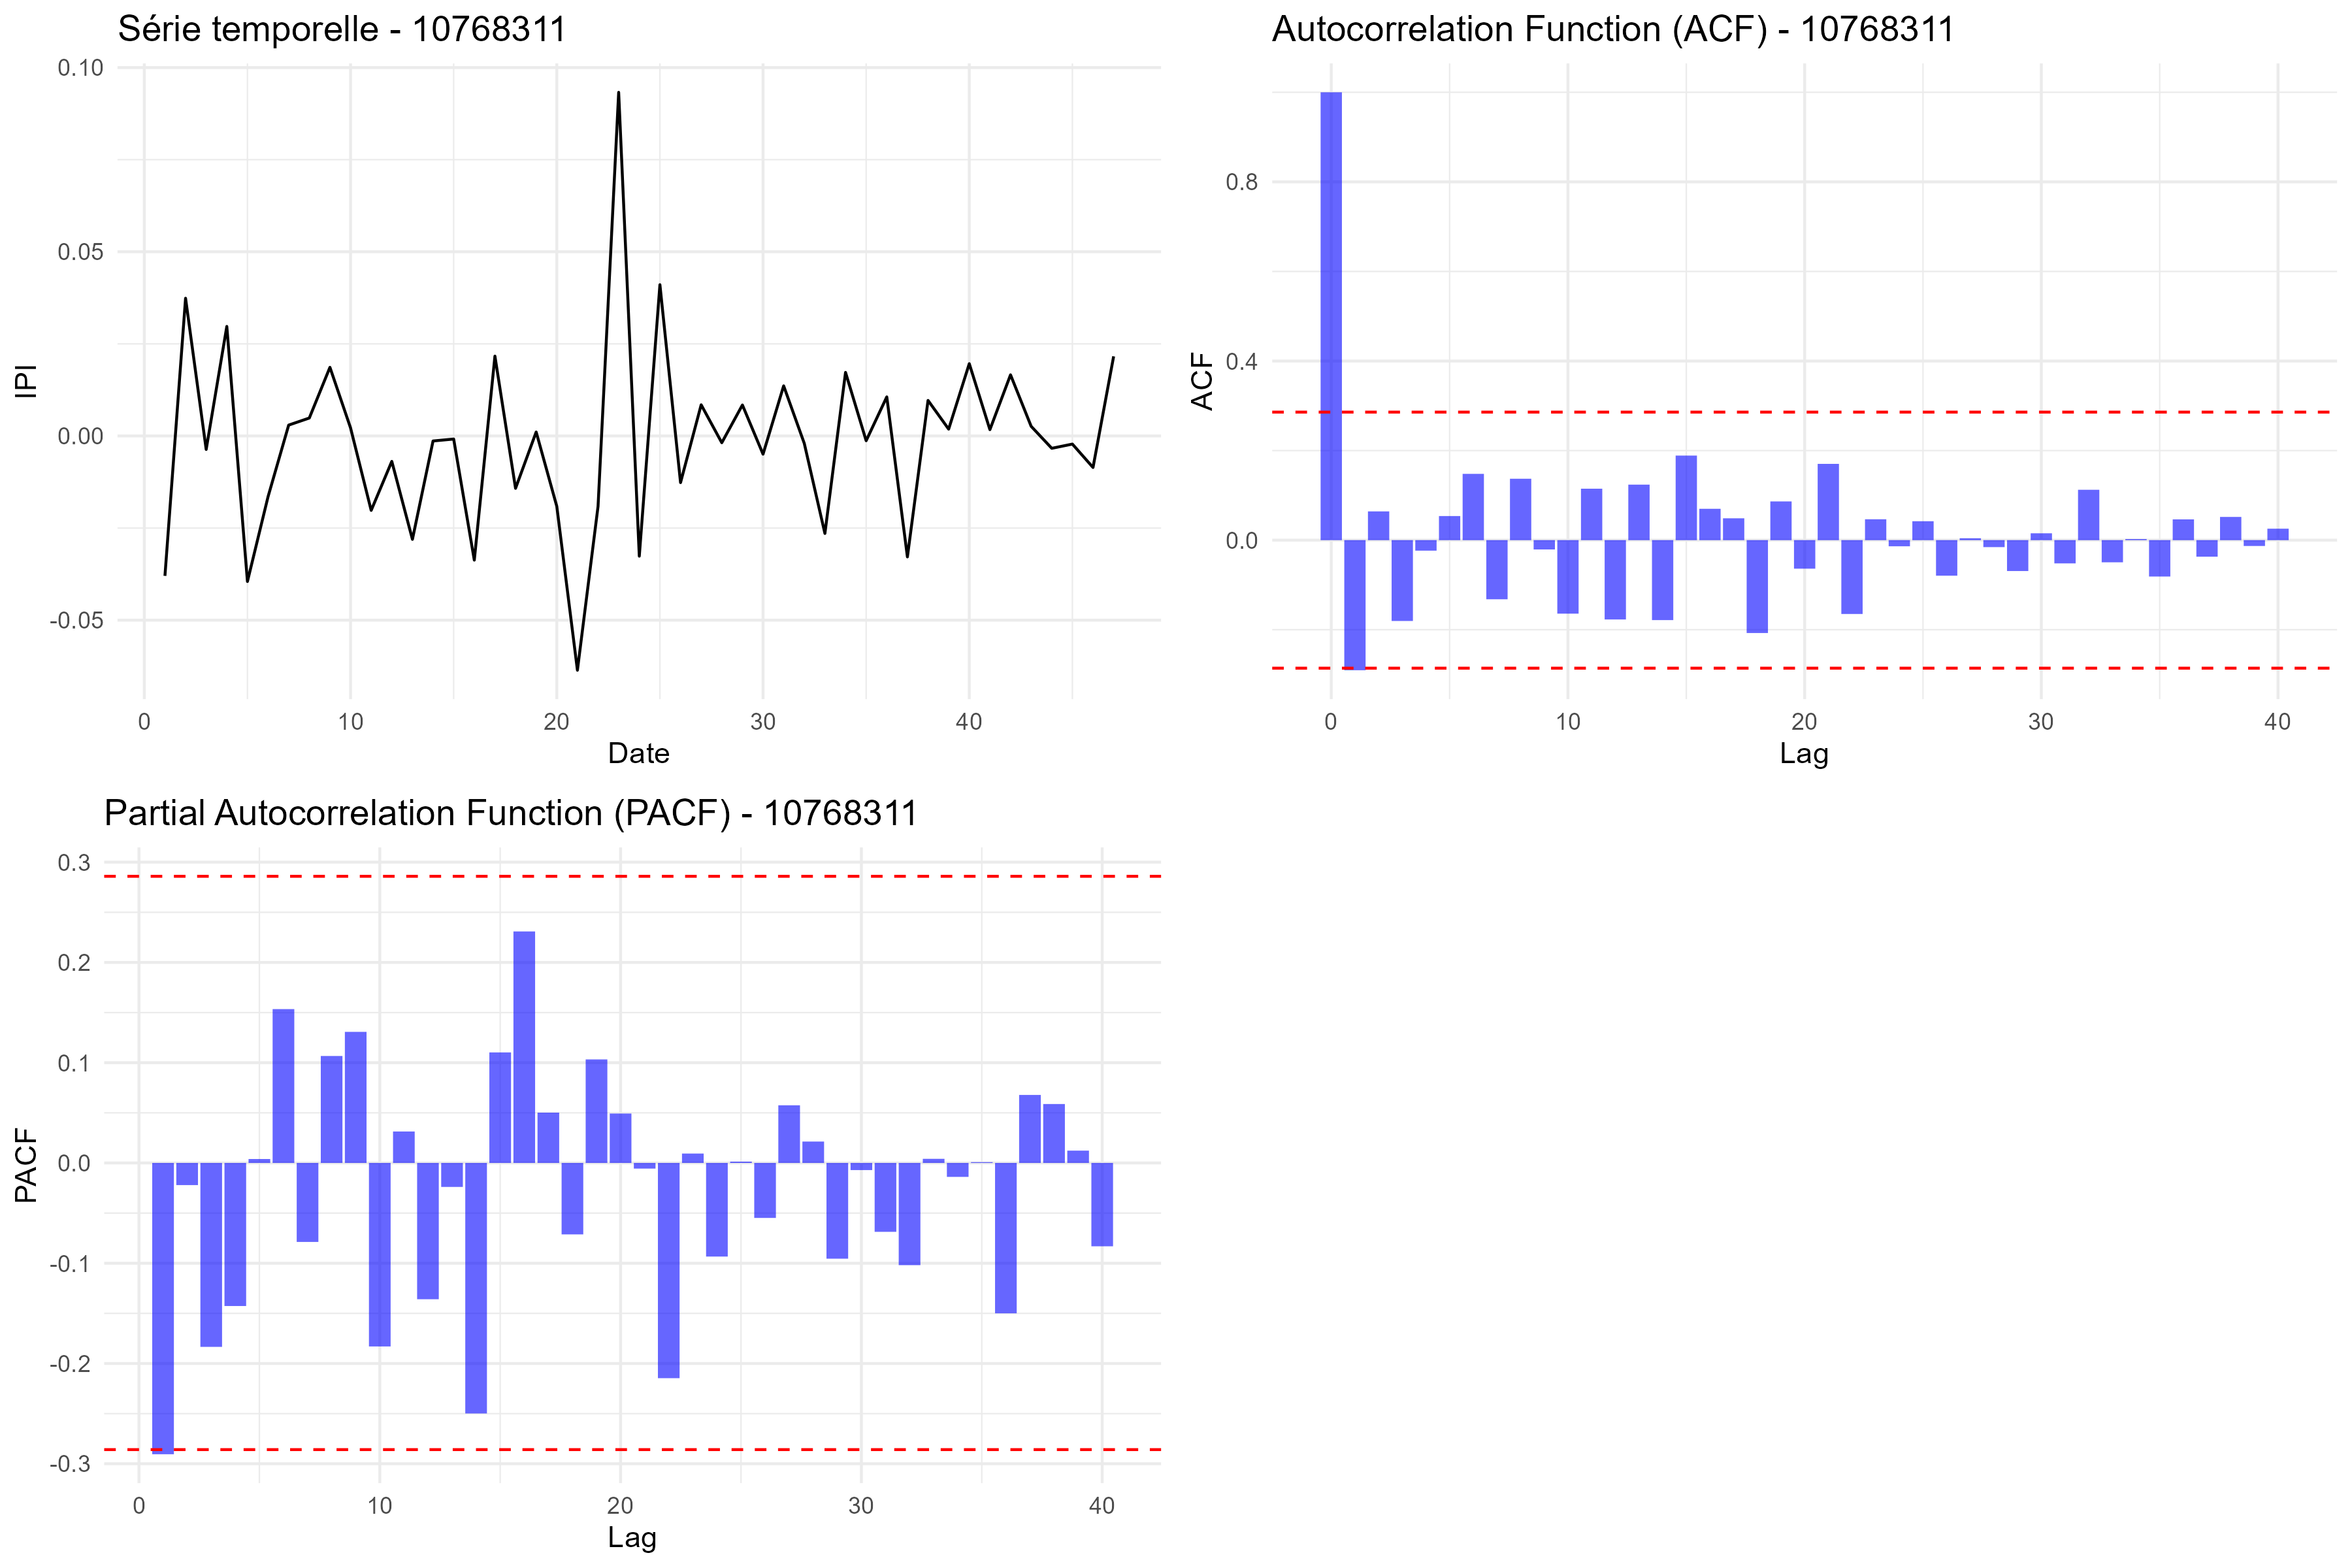 Série temporelle - 10768311
0.10
0.05
0.00
-0.05
IPI
0 10 20 30 40
Date
Autocorrelation Function (ACF) - 10768311
0.8
0.4
0.0
ACF
0 10 20 30 40
Lag
Partial Autocorrelation Function (PACF) - 10768311
0.3
0.2
0.1
0.0
-0.1
-0.2
-0.3
PACF
0 10 20 30 40
Lag